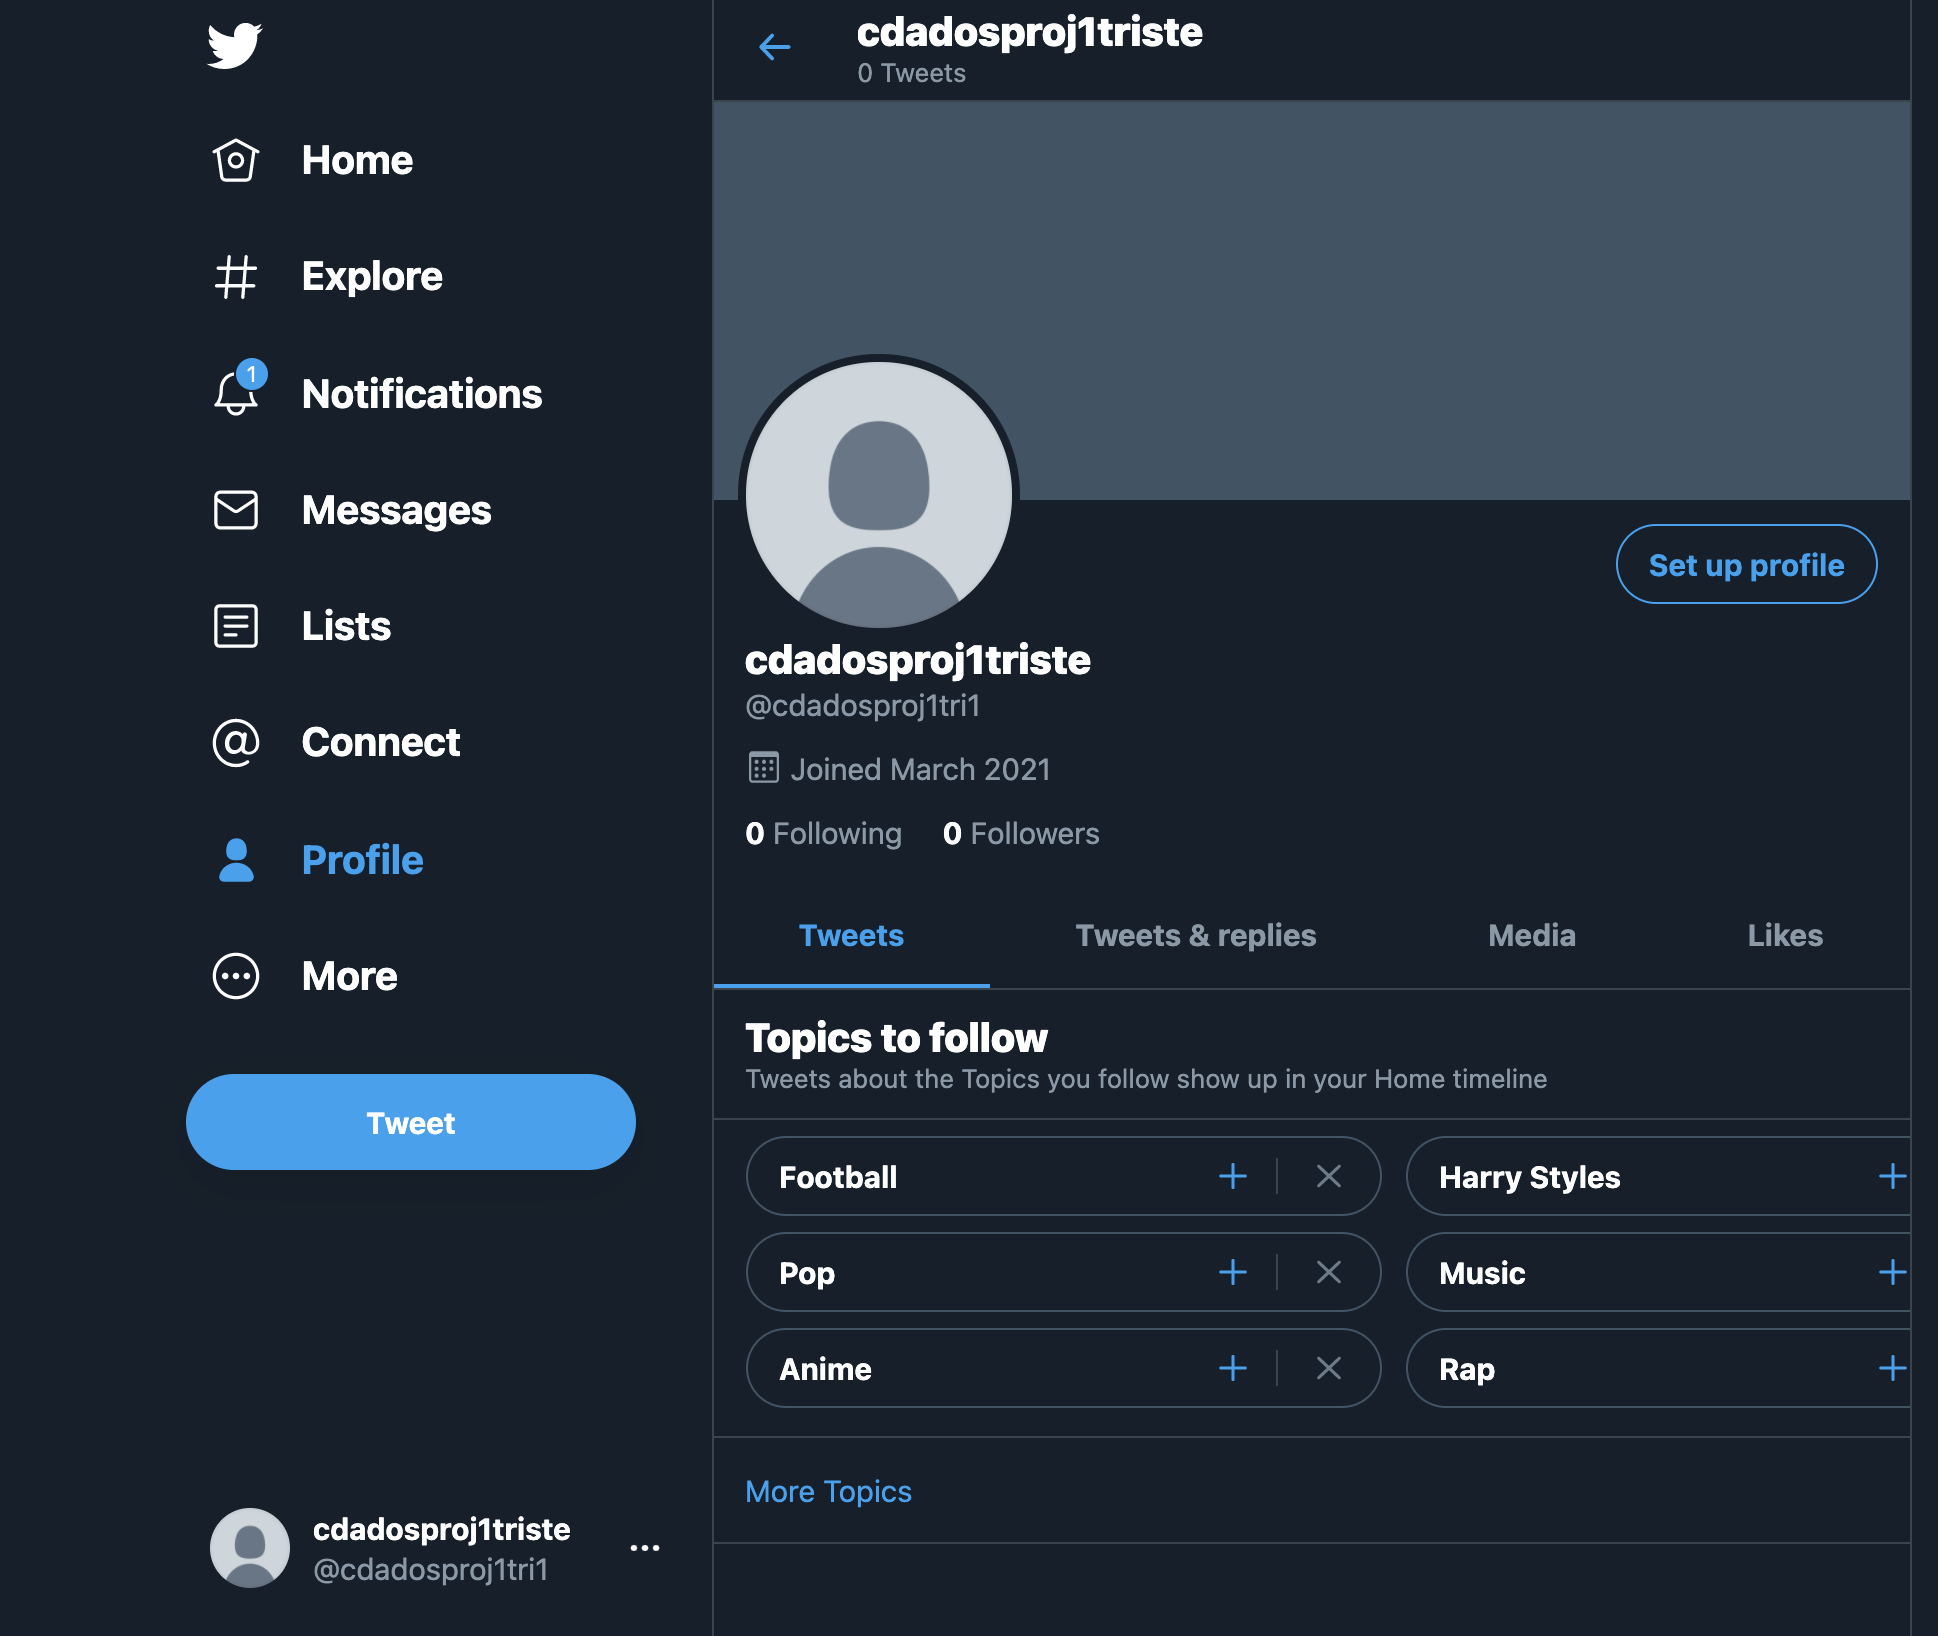 Home
Explore
1
Notifications
Messages
Lists
Connect
Profile
More
Tweet
cdadosproj1triste
@cdadosproj1tri1
cdadosproj1triste
0 Tweets
Set up profile
cdadosproj1triste
@cdadosproj1tri1
Joined March 2021
0 Following 0 Followers
Tweets Tweets & replies Media Likes
Topics to follow
Tweets about the Topics you follow show up in your Home timeline
Football Harry Styles
Pop Music
Anime Rap
More Topics